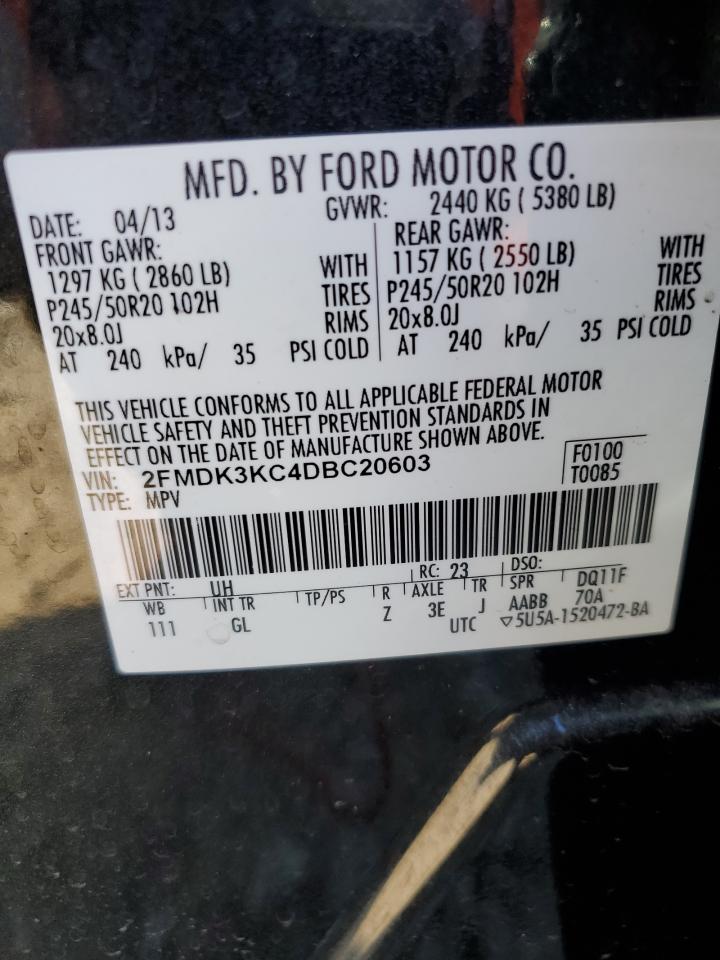 MFD. BY FORD MOTOR CO.
DATE: 04/13 GVWR: 2440 KG ( 5380 LB)
FRONT GAWR: REAR GAWR:
1297 KG ( 2860 LB) WITH 1157 KG ( 2550 LB) WITH
P245/50R20 102H TIRES P245/50R20 102H TIRES
20x8.0J RIMS 20x8.0J RIMS
AT 240 kPa/ 35 PSI COLD AT 240 kPa/ 35 PSI COLD
THIS VEHICLE CONFORMS TO ALL APPLICABLE FEDERAL MOTOR
VEHICLE SAFETY AND THEFT PREVENTION STANDARDS IN
EFFECT ON THE DATE OF MANUFACTURE SHOWN ABOVE.
VIN: 2FMDK3KC4DBC20603 F0100
TYPE: MPV T0085
EXT PNT: UH RC: 23 DSO:
WB INT TR TP/PS R AXLE TR SPR DQ11F
111 GL Z 3E J AABB 70A
UTC ▽5U5A-1520472-BA